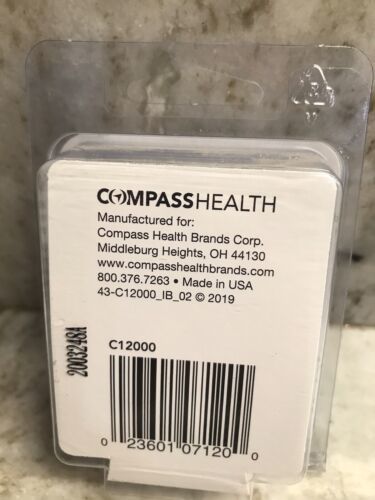 COMPASSHEALTH
Manufactured for:
Compass Health Brands Corp.
Middleburg Heights, OH 44130
www.compasshealthbrands.com
800.376.7263 • Made in USA
43-C12000_IB_02 © 2019
2003248A
C12000
0 23601 07120 0